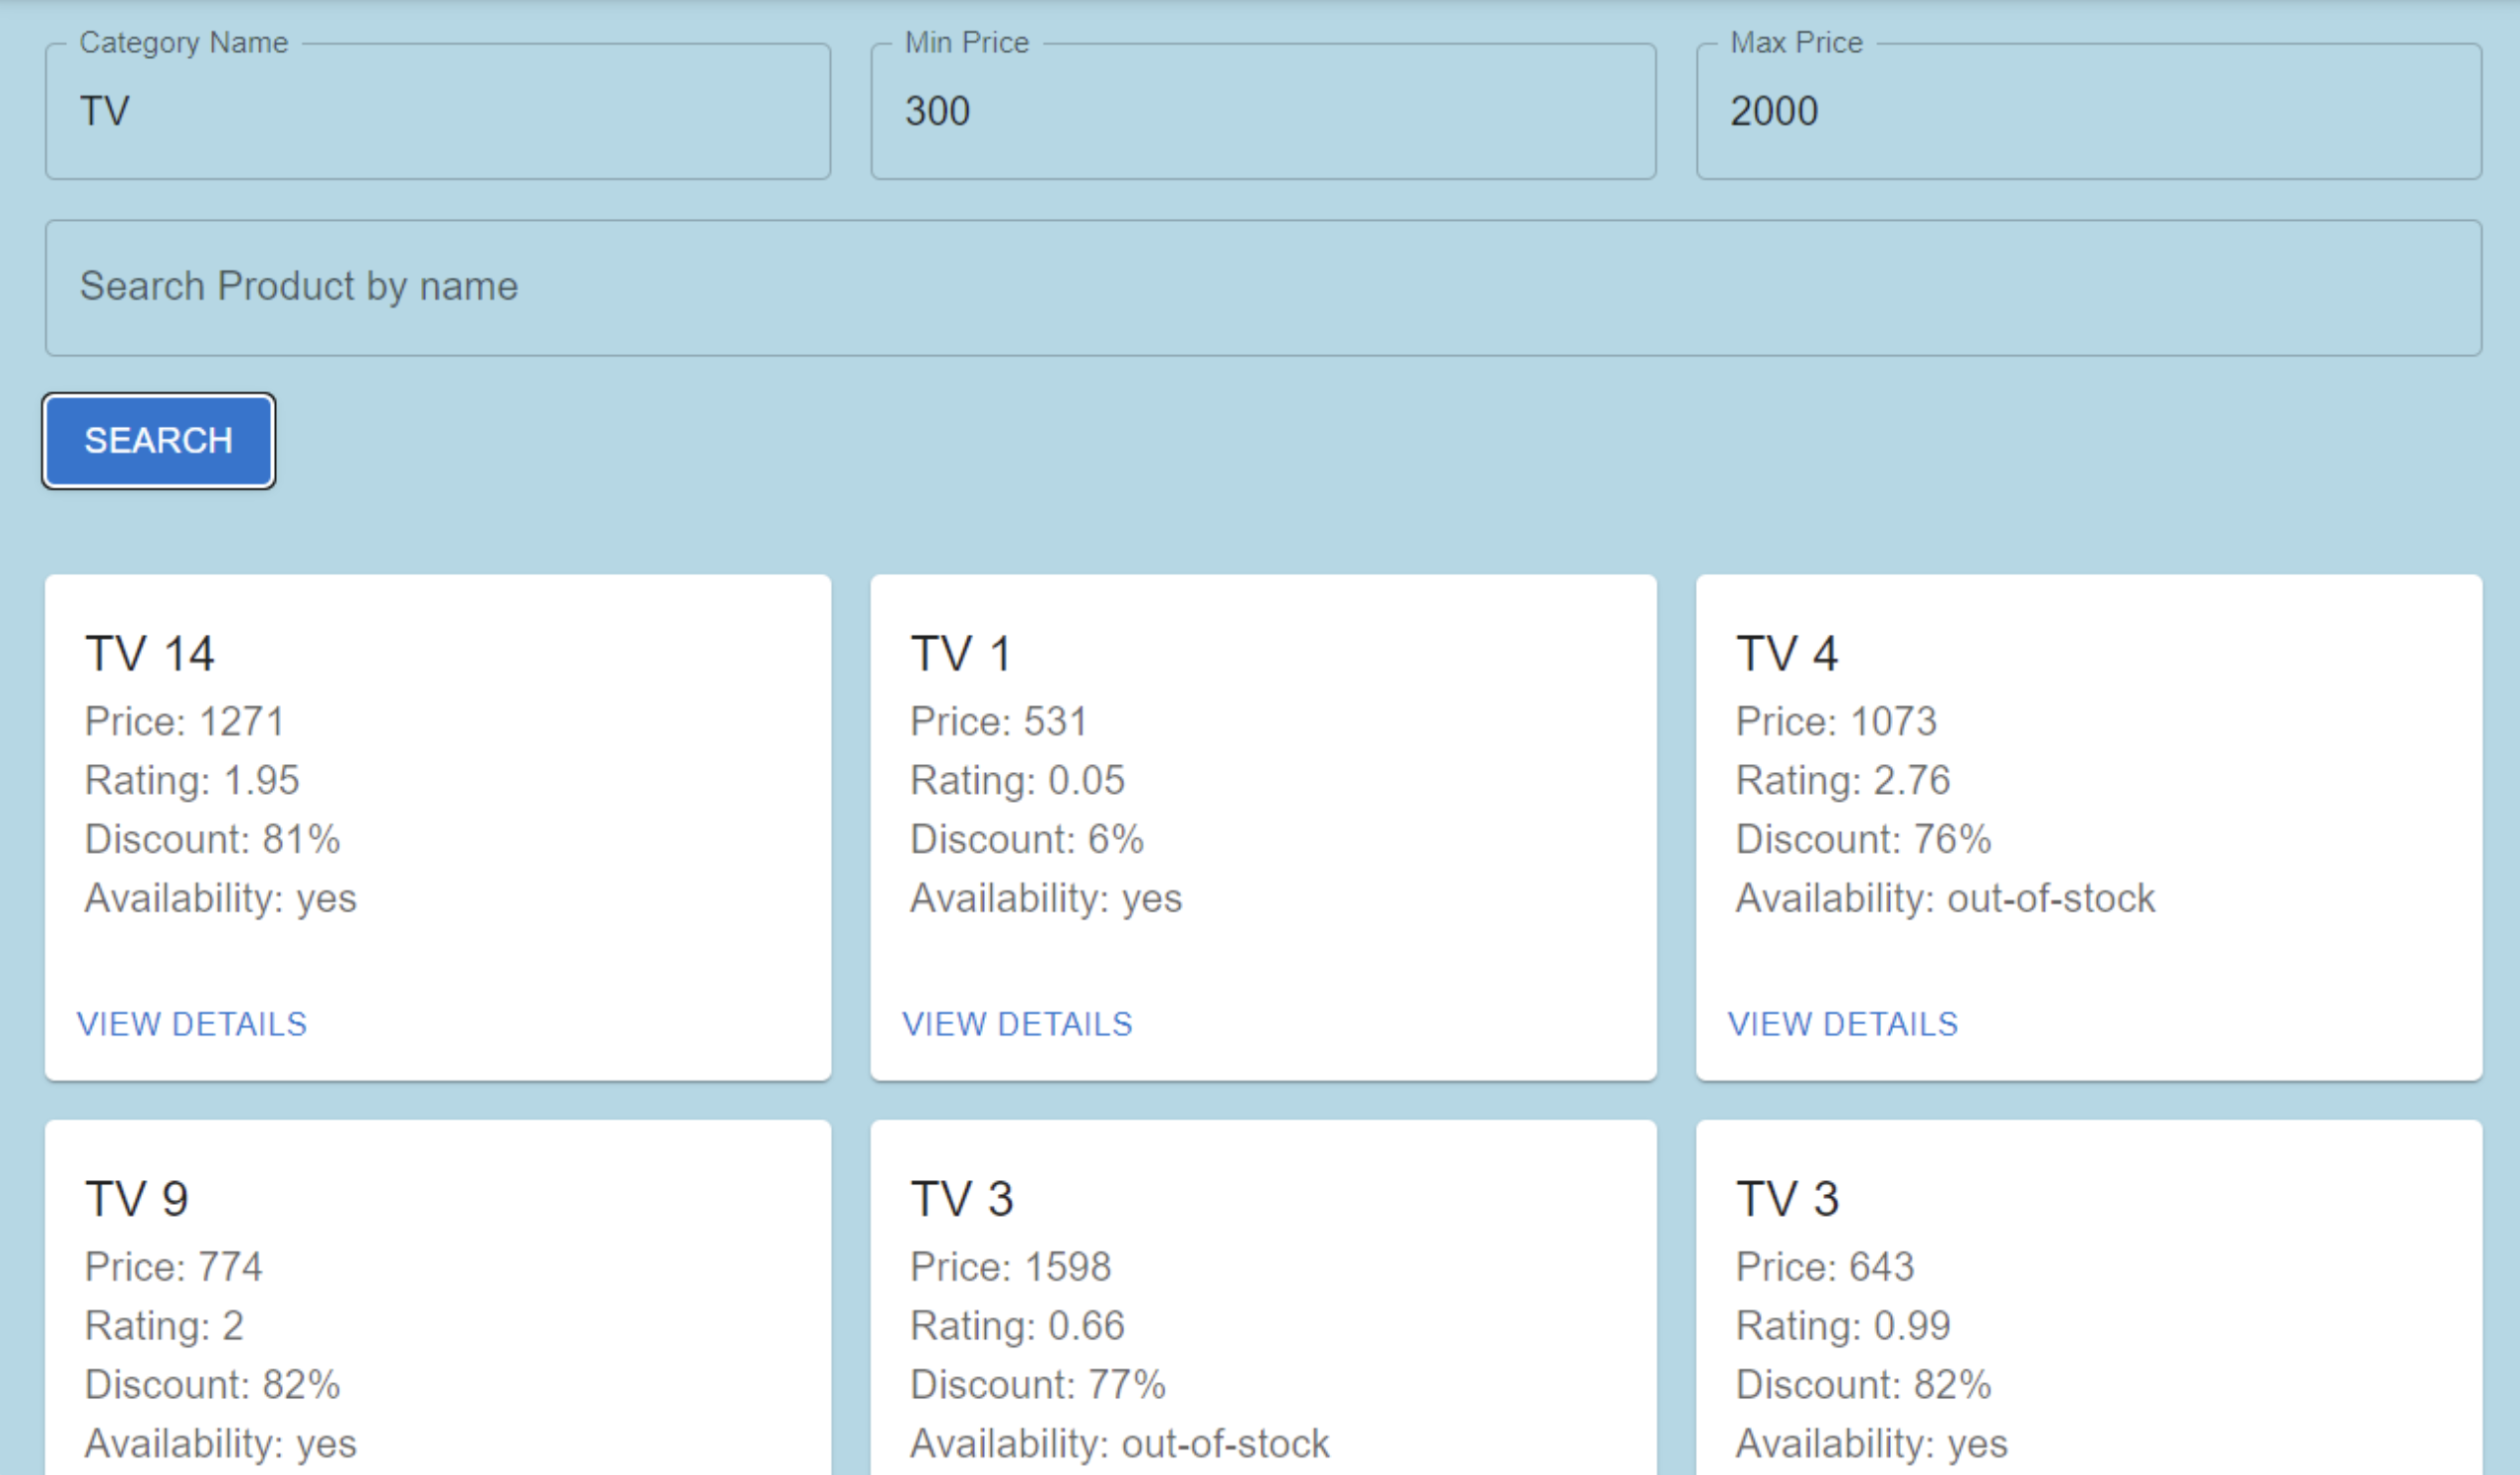 Category Name
TV
Min Price
300
Max Price
2000
Search Product by name
SEARCH
TV 14
Price: 1271
Rating: 1.95
Discount: 81%
Availability: yes
VIEW DETAILS
TV 1
Price: 531
Rating: 0.05
Discount: 6%
Availability: yes
VIEW DETAILS
TV 4
Price: 1073
Rating: 2.76
Discount: 76%
Availability: out-of-stock
VIEW DETAILS
TV 9
Price: 774
Rating: 2
Discount: 82%
Availability: yes
TV 3
Price: 1598
Rating: 0.66
Discount: 77%
Availability: out-of-stock
TV 3
Price: 643
Rating: 0.99
Discount: 82%
Availability: yes